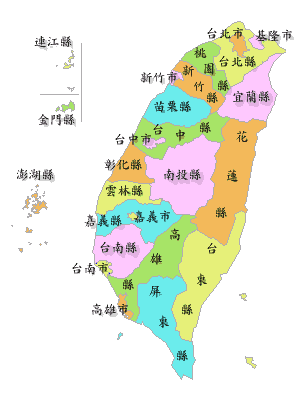 台北市
基隆市
連江縣
桃園縣
台北縣
新竹市
新竹縣
宜蘭縣
苗栗縣
金門縣
台中縣
台中市
花蓮縣
彰化縣
南投縣
澎湖縣
雲林縣
嘉義縣
嘉義市
台南縣
高雄縣
台東縣
台南市
屏東縣
高雄市